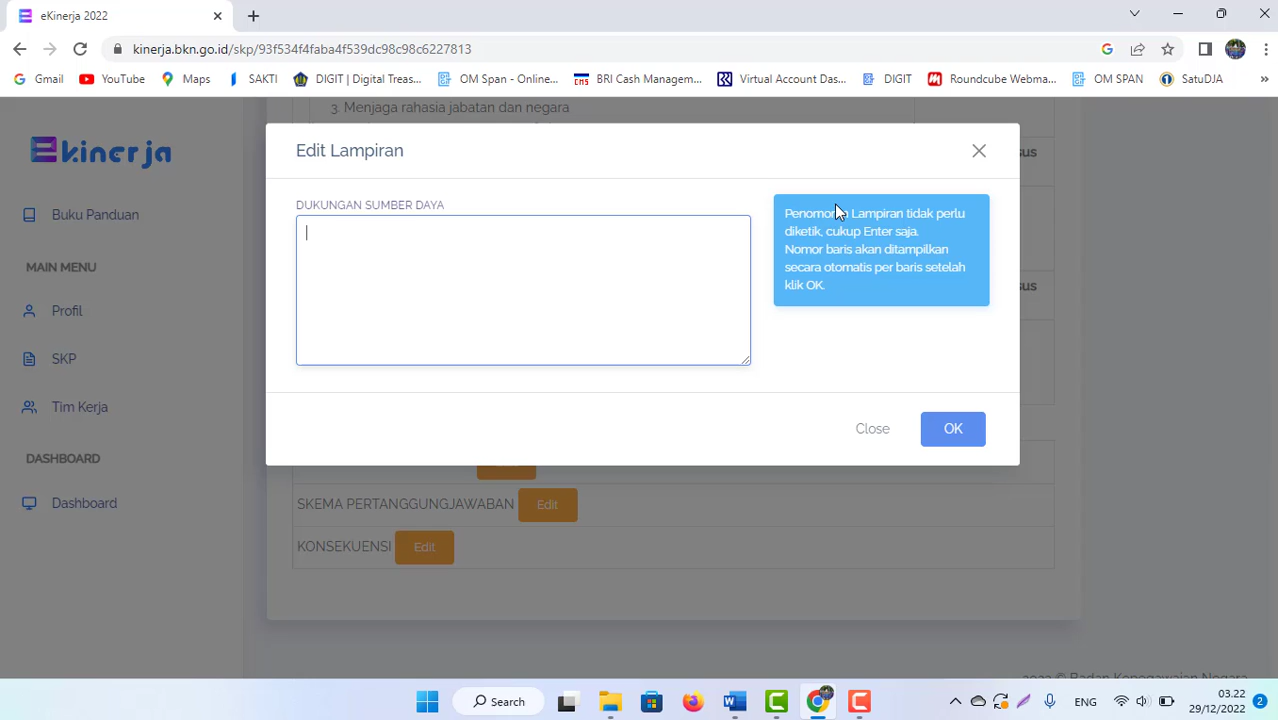 eKinerja 2022
kinerja.bkn.go.id/skp/93f534f4faba4f539dc98c98c6227813
Gmail YouTube Maps SAKTI DIGIT | Digital Treas... OM Span - Online... BRI Cash Managem... Virtual Account Das... DIGIT Roundcube Webma... OM SPAN SatuDJA
3. Menjaga rahasia jabatan dan negara
Ekinerja
Buku Panduan
MAIN MENU
Profil
SKP
Tim Kerja
DASHBOARD
Dashboard
Edit Lampiran
DUKUNGAN SUMBER DAYA
Lampiran tidak perlu
diketik, cukup Enter saja.
Nomor baris akan ditampilkan
secara otomatis per baris setelah
klik OK.
Close OK
SKEMA PERTANGGUNGJAWABAN Edit
KONSEKUENSI Edit
Search
ENG
03.22
29/12/2022
2